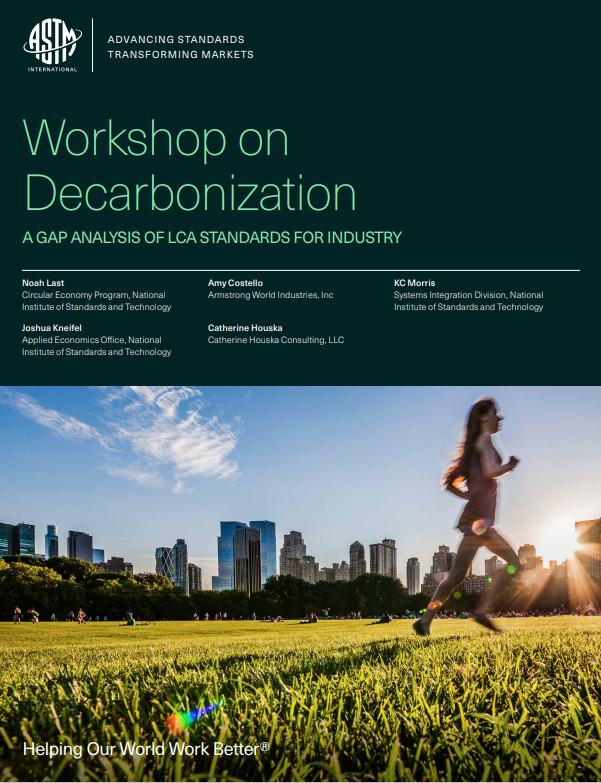 ASTM
INTERNATIONAL
ADVANCING STANDARDS
TRANSFORMING MARKETS
Workshop on
Decarbonization
A GAP ANALYSIS OF LCA STANDARDS FOR INDUSTRY
Noah Last
Circular Economy Program, National
Institute of Standards and Technology
Joshua Kneifel
Applied Economics Office, National
Institute of Standards and Technology
Amy Costello
Armstrong World Industries, Inc
Catherine Houska
Catherine Houska Consulting, LLC
KC Morris
Systems Integration Division, National
Institute of Standards and Technology
Helping Our World Work Better®